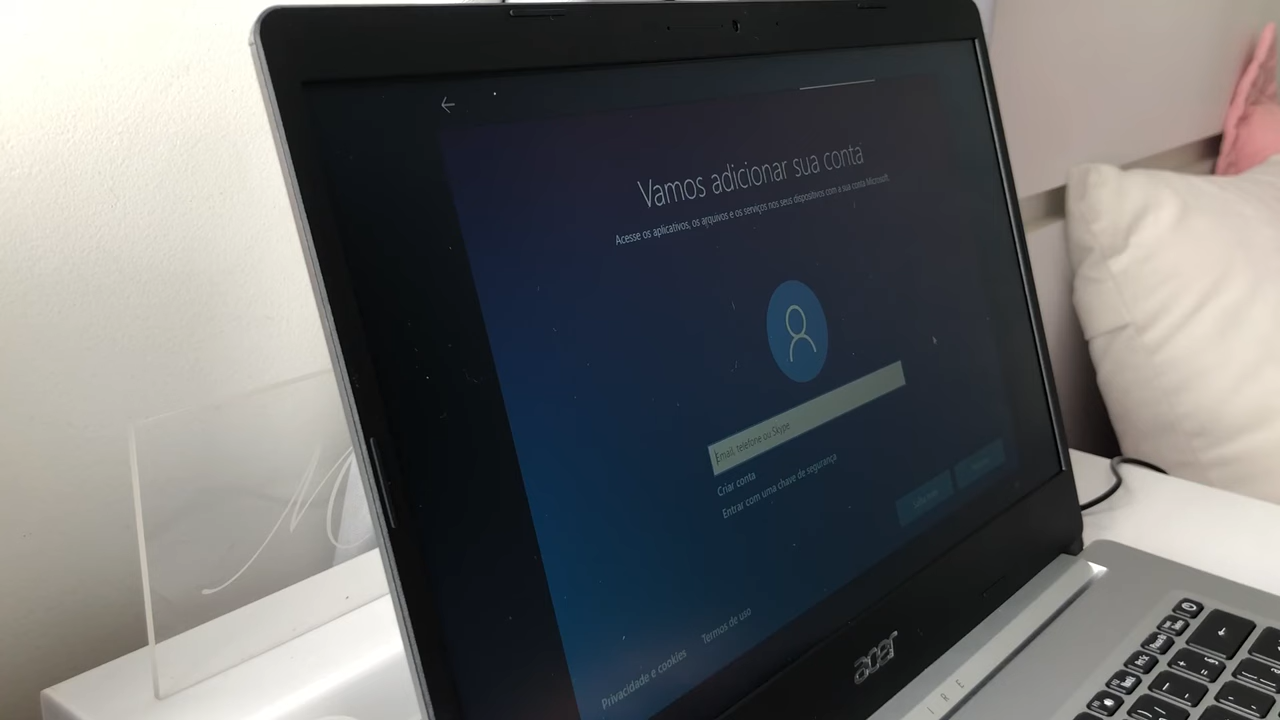 Vamos adicionar sua conta
Acesse os aplicativos, os arquivos e os serviços nos seus dispositivos com a sua conta Microsoft.
Email, telefone ou Skype
Criar conta
Entrar com uma chave de segurança
Privacidade e cookies
Termos de uso
acer